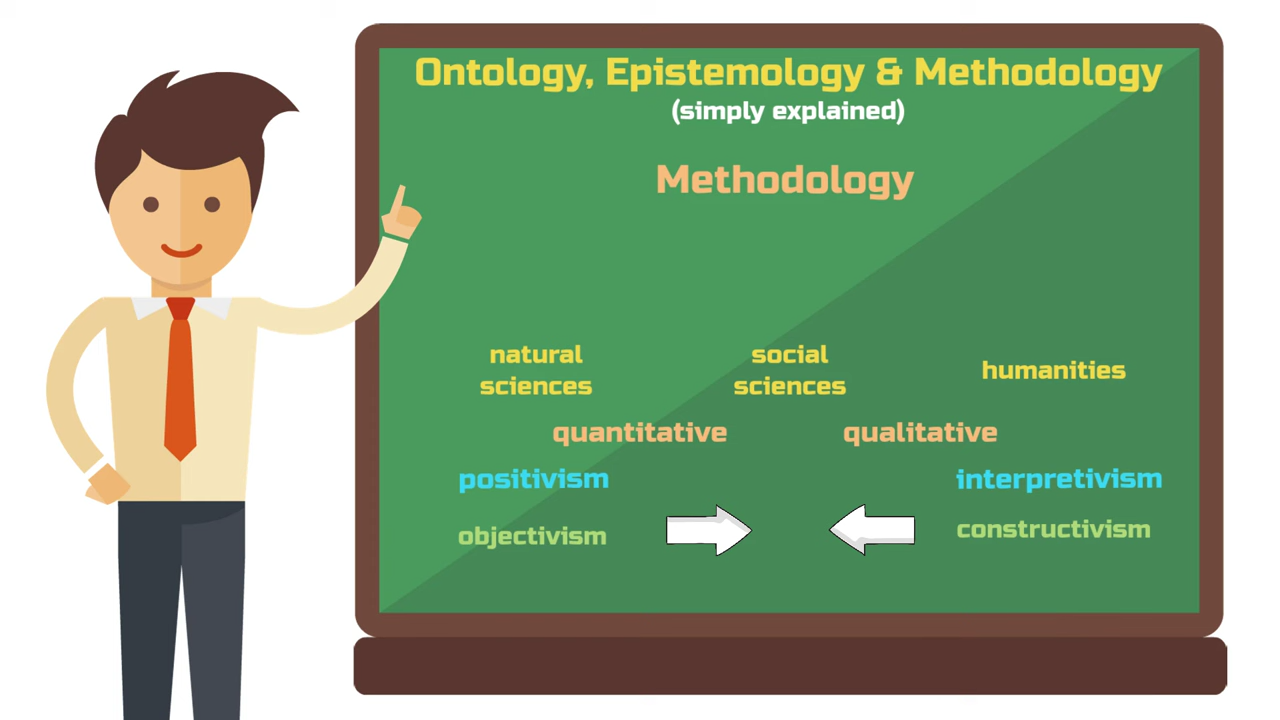 Ontology, Epistemology & Methodology
(simply explained)
Methodology
natural
sciences
social
sciences
humanities
quantitative
qualitative
positivism
interpretivism
objectivism
constructivism